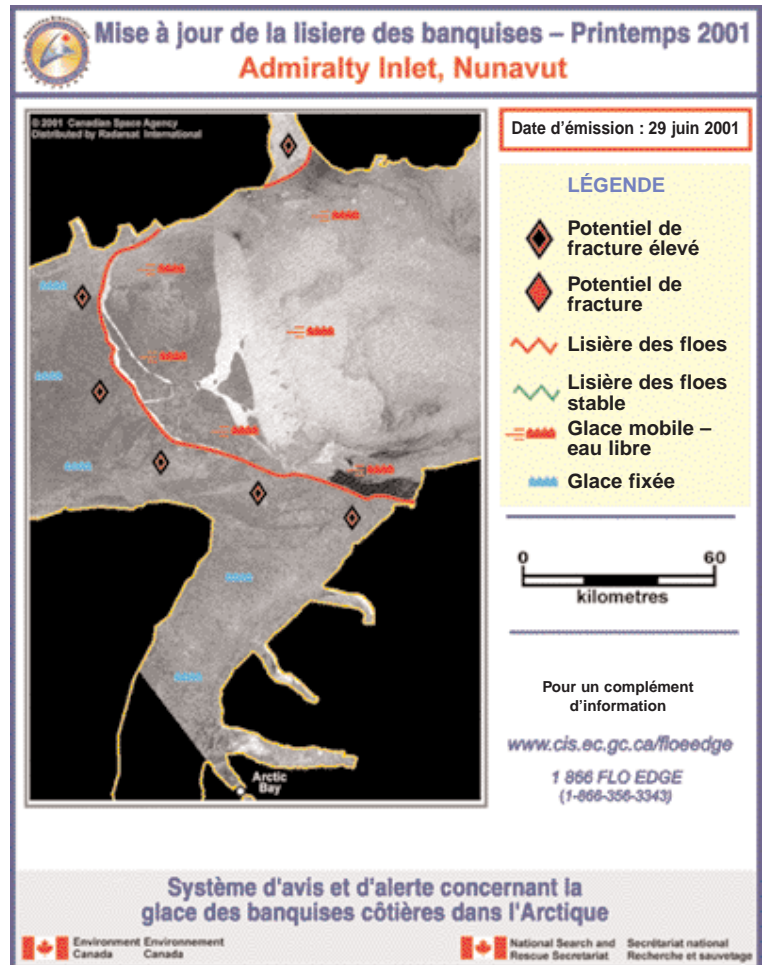 Mise à jour de la lisiere des banquises – Printemps 2001
Admiralty Inlet, Nunavut
© 2001 Canadian Space Agency
Distributed by Radarsat International
Date d'émission : 29 juin 2001
LÉGENDE
Potentiel de
fracture élevé
Potentiel de
fracture
Lisière des floes
Lisière des floes
stable
Glace mobile –
eau libre
Glace fixée
0 60
kilometres
Pour un complément
d'information
www.cis.ec.gc.ca/floeedge
1 866 FLO EDGE
(1-866-356-3343)
Arctic
Bay
Système d'avis et d'alerte concernant la
glace des banquises côtières dans l'Arctique
Environment Environnement
Canada Canada
National Search and Secrétariat national
Rescue Secretariat Recherche et sauvetage